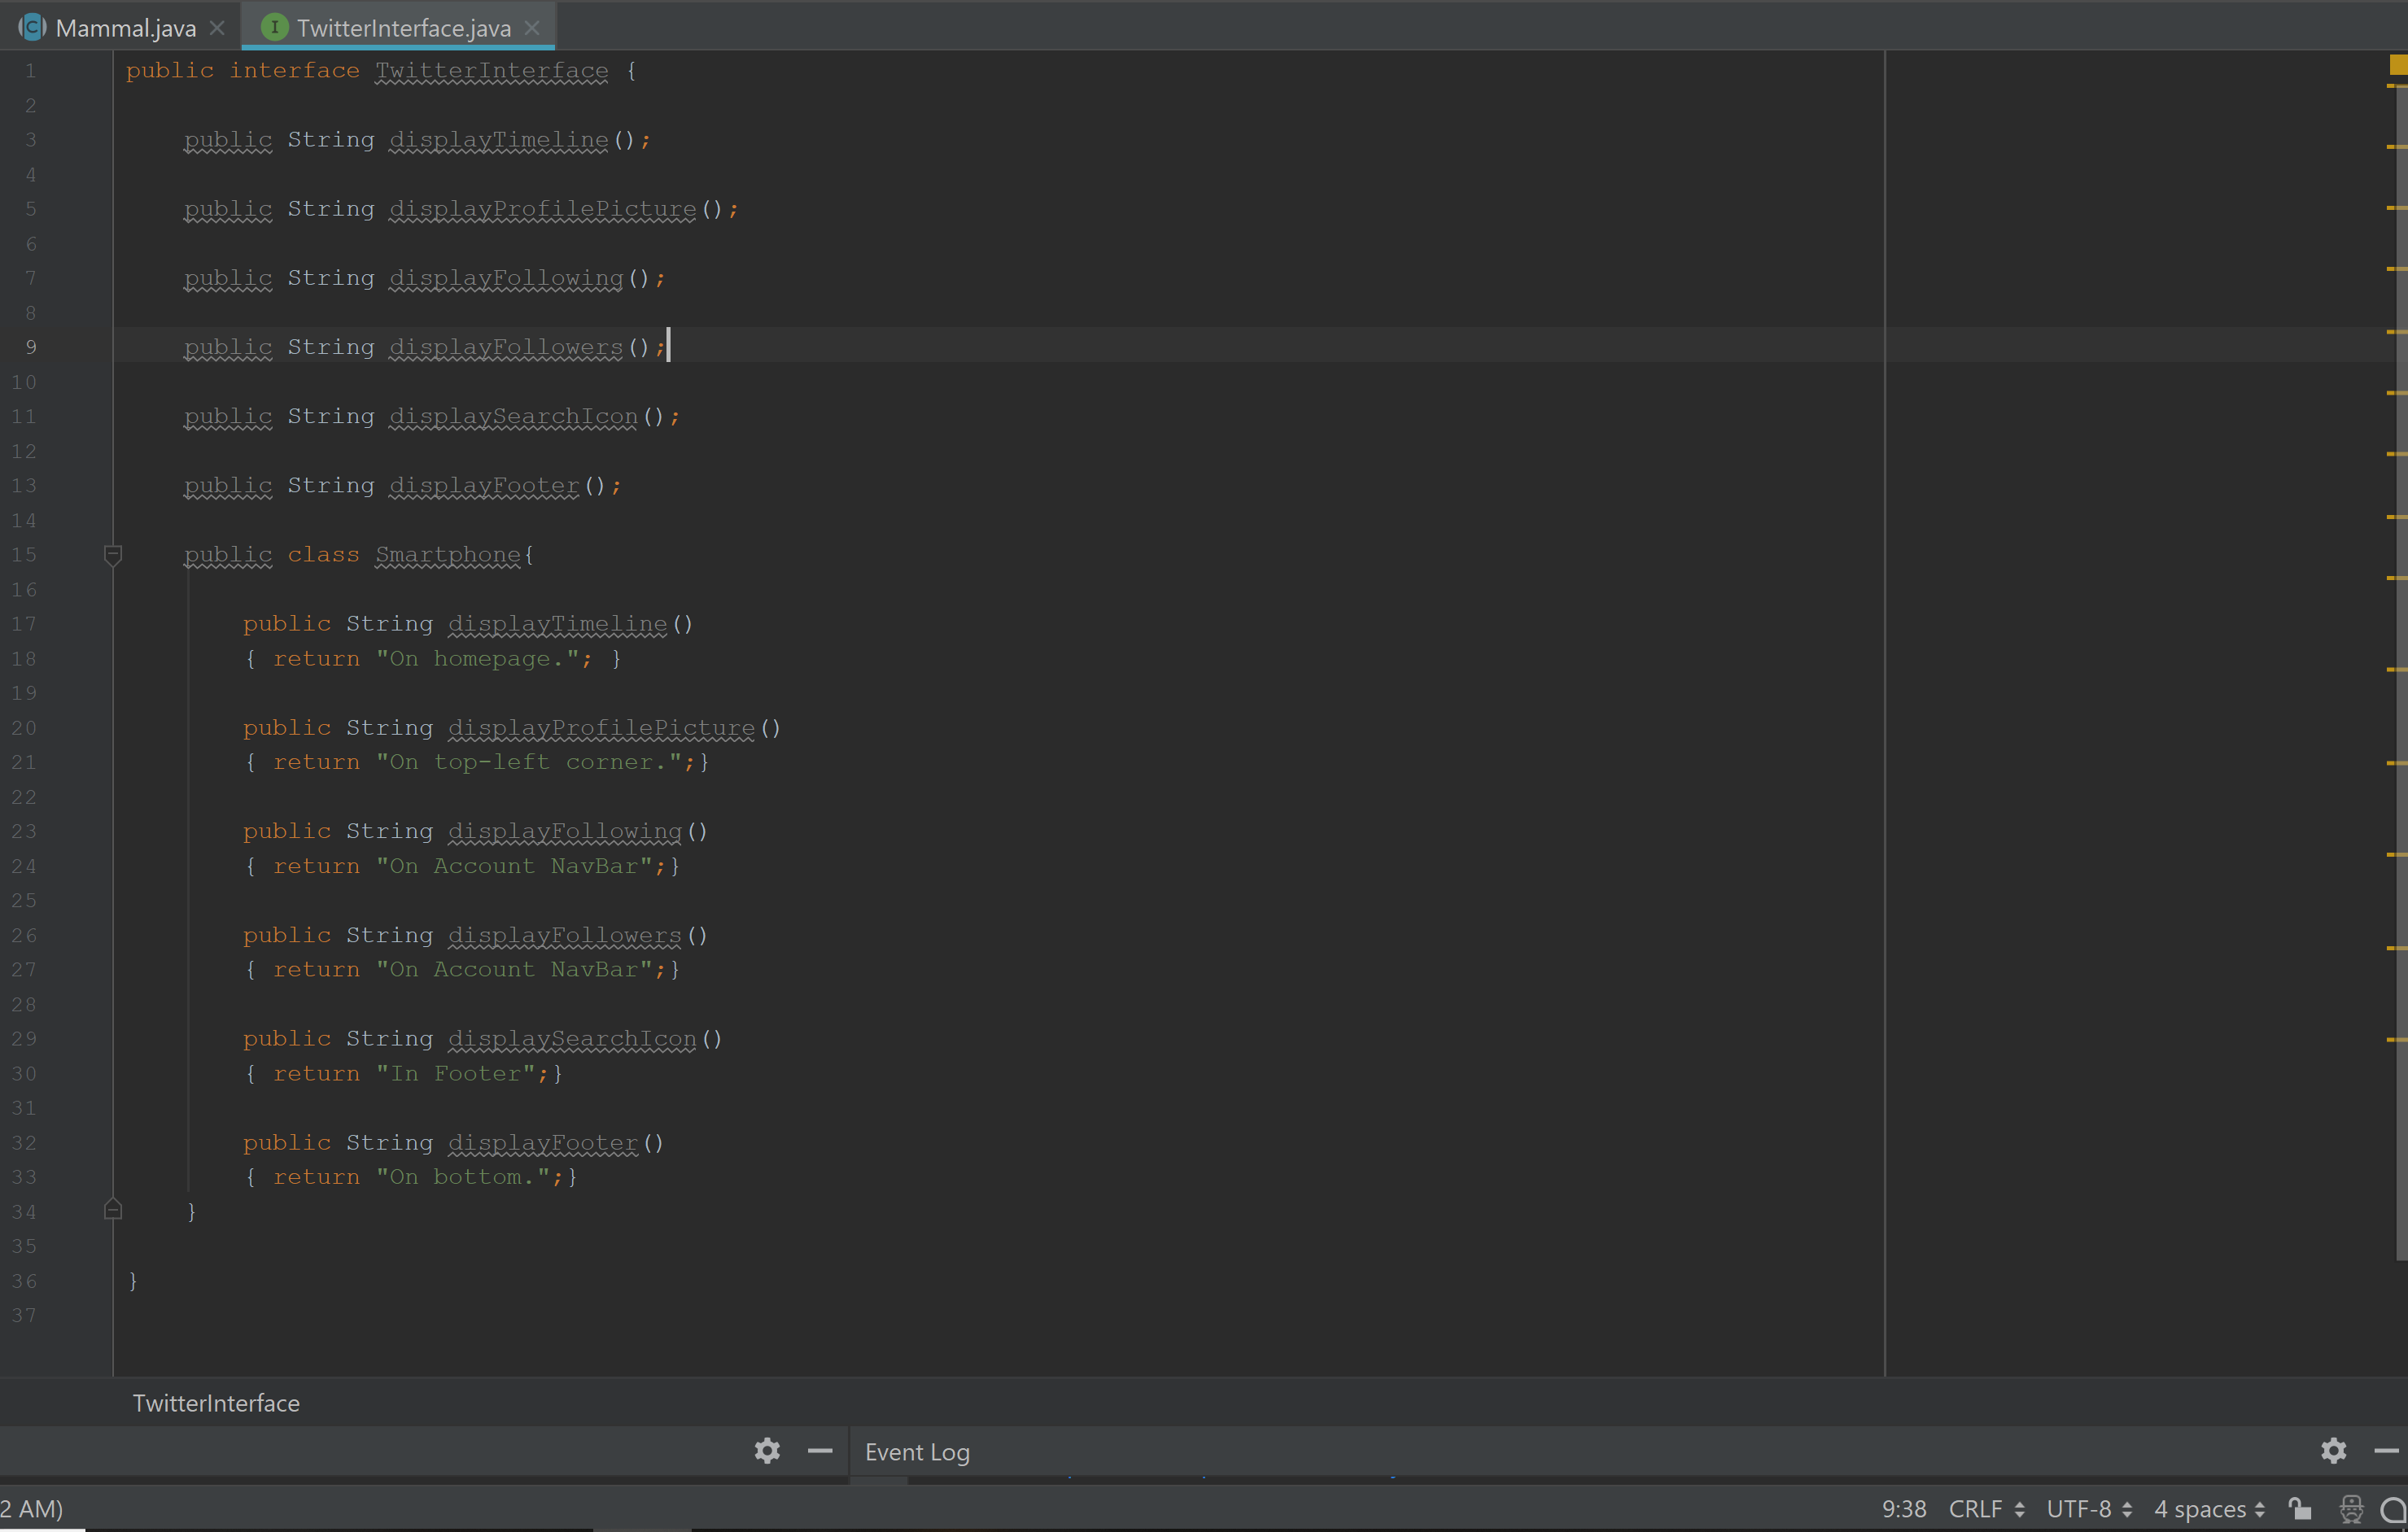 Mammal.java TwitterInterface.java
1 public interface TwitterInterface {
2
3 public String displayTimeline();
4
5 public String displayProfilePicture();
6
7 public String displayFollowing();
8
9 public String displayFollowers();
10
11 public String displaySearchIcon();
12
13 public String displayFooter();
14
15 public class Smartphone{
16
17 public String displayTimeline()
18 { return "On homepage."; }
19
20 public String displayProfilePicture()
21 { return "On top-left corner.";}
22
23 public String displayFollowing()
24 { return "On Account NavBar";}
25
26 public String displayFollowers()
27 { return "On Account NavBar";}
28
29 public String displaySearchIcon()
30 { return "In Footer";}
31
32 public String displayFooter()
33 { return "On bottom.";}
34 }
35
36 }
37
TwitterInterface
Event Log
2 AM) 9:38 CRLF UTF-8 4 spaces